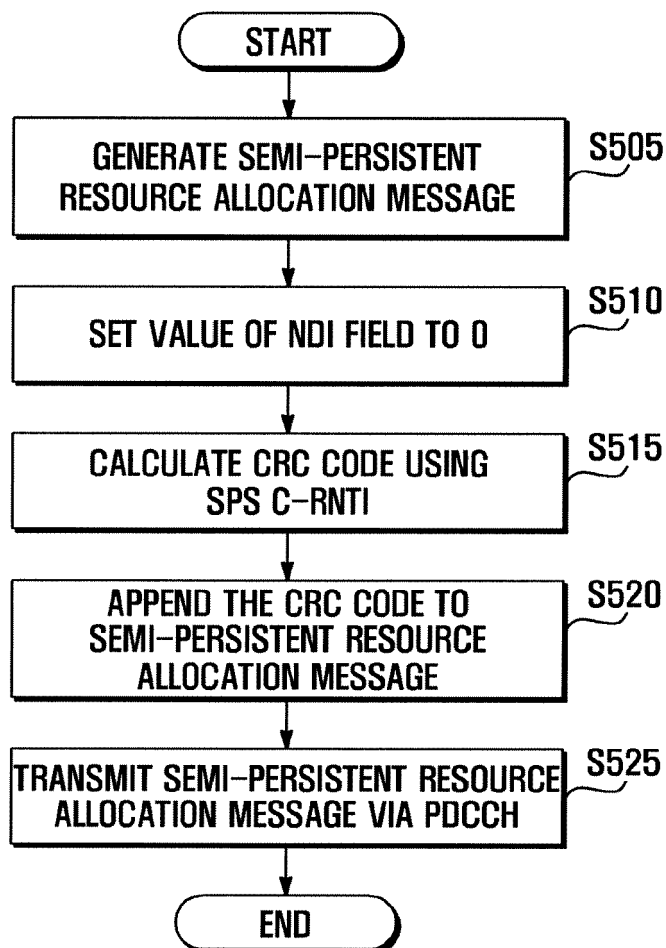 START
GENERATE SEMI-PERSISTENT
RESOURCE ALLOCATION MESSAGE
S505
SET VALUE OF NDI FIELD TO 0
S510
CALCULATE CRC CODE USING
SPS C-RNTI
S515
APPEND THE CRC CODE TO
SEMI-PERSISTENT RESOURCE
ALLOCATION MESSAGE
S520
TRANSMIT SEMI-PERSISTENT RESOURCE
ALLOCATION MESSAGE VIA PDCCH
S525
END